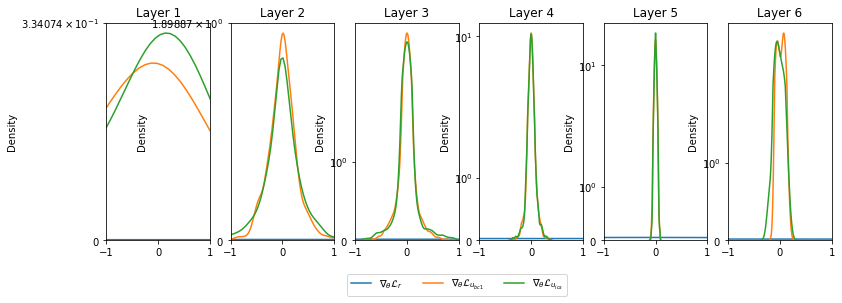 Layer 1 Layer 2 Layer 3 Layer 4 Layer 5 Layer 6
3.34074 × 10⁻¹ 1.89887 × 10⁰ 10¹ 10¹
Density Density Density Density Density Density
10⁰ 10⁰ 10⁰ 10⁰
0 0 0 0 0 0
−1 0 1 −1 0 1 −1 0 1 −1 0 1 −1 0 1 −1 0 1
∇θℒr ∇θℒu_bc1